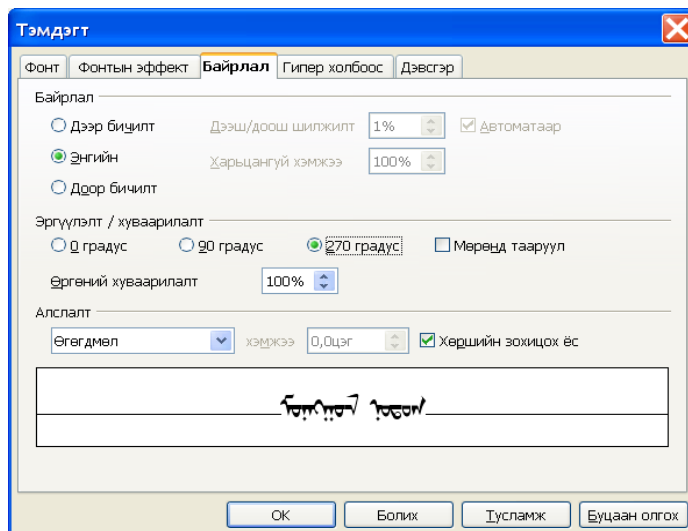 Тэмдэгт
Фонт Фонтын эффект Байрлал Гипер холбоос Дэвсгэр
Байрлал
Дээр бичилт Дээш/доош шилжилт 1% Автоматаар
Энгийн Харьцангуй хэмжээ 100%
Доор бичилт
Эргүүлэлт / хуваарилалт
0 градус 90 градус 270 градус Мөрөнд тааруул
Өргөний хуваарилалт 100%
Алслалт
Өгөгдмөл хэмжээ 0,0цэг Хөршийн зохицох ёс
OK Болих Тусламж Буцаан олгох